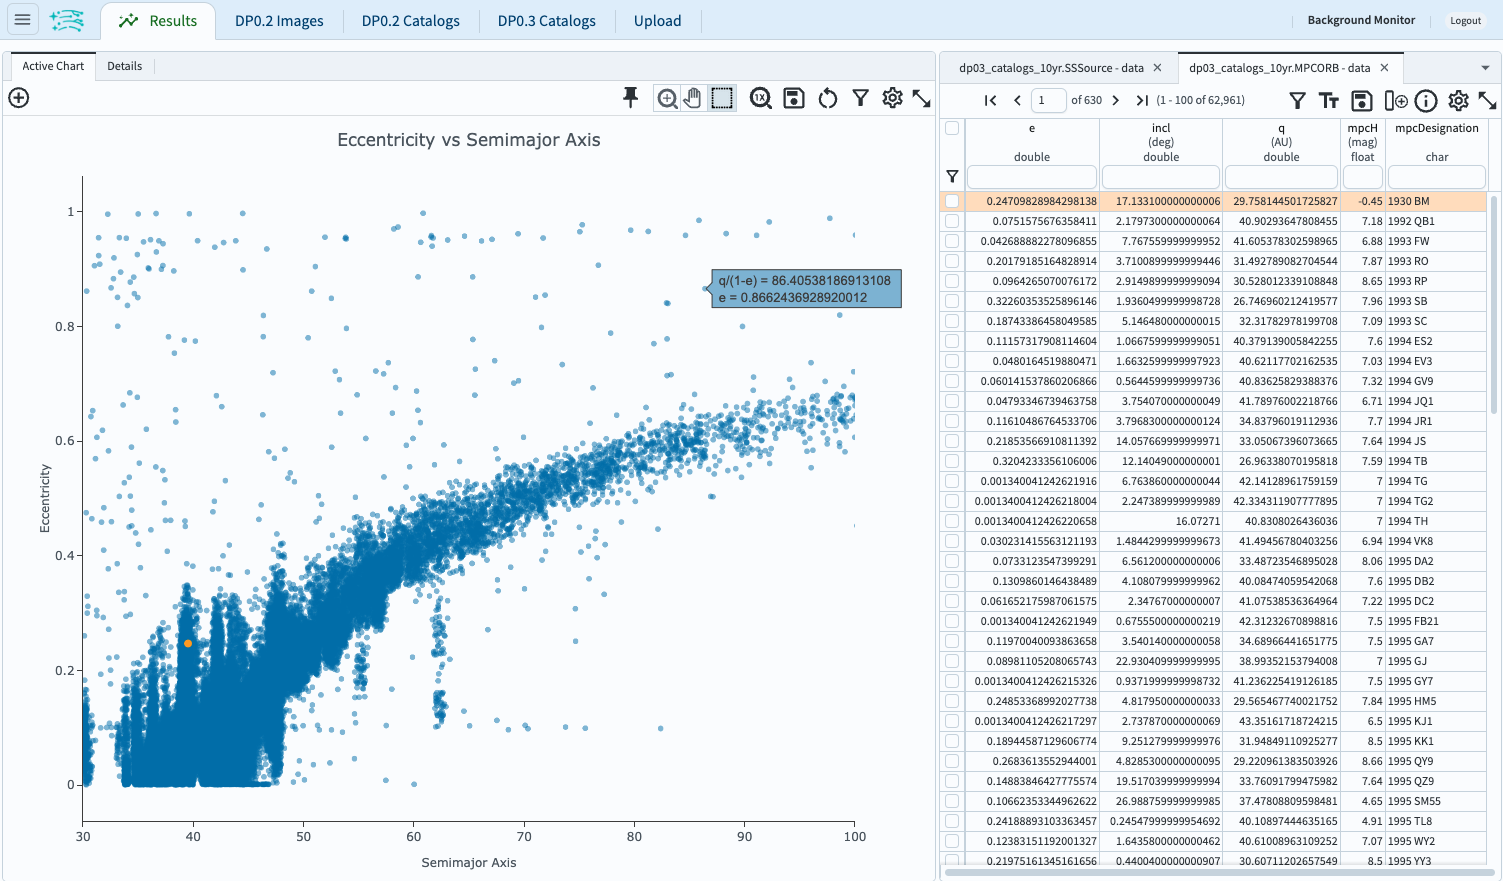 Results
DP0.2 Images
DP0.2 Catalogs
DP0.3 Catalogs
Upload
Background Monitor
Logout
Active Chart
Details
1X
Eccentricity vs Semimajor Axis
q/(1-e) = 86.40538186913108
e = 0.8662436928920012
Eccentricity
1
0.8
0.6
0.4
0.2
0
30 40 50 60 70 80 90 100
Semimajor Axis
dp03_catalogs_10yr.SSSource - data
dp03_catalogs_10yr.MPCORB - data
1 of 630 (1 - 100 of 62,961)
e incl q mpcH mpcDesignation
(deg) (AU) (mag)
double double double float char
0.24709828984298138 17.133100000000006 29.758144501725827 -0.45 1930 BM
0.0751575676358411 2.1797300000000064 40.90293647808455 7.18 1992 QB1
0.042688882278096855 7.767559999999952 41.605378302598965 6.88 1993 FW
0.20179185164828914 3.7100899999999446 31.492789082704544 7.87 1993 RO
0.0964265070076172 2.9149899999999094 30.528012339108848 8.65 1993 RP
0.32260353525896146 1.9360499999998728 26.746960212419577 7.96 1993 SB
0.18743386458049585 5.146480000000015 32.31782978199708 7.09 1993 SC
0.11157317908114604 1.0667599999999051 40.379139005842255 7.6 1994 ES2
0.0480164519880471 1.6632599999997923 40.62117702162535 7.03 1994 EV3
0.060141537860206866 0.5644599999999736 40.83625829388376 7.32 1994 GV9
0.04793346739463758 3.754070000000049 41.78976002218766 6.71 1994 JQ1
0.11610486764533706 3.7968300000000124 34.83796019112936 7.7 1994 JR1
0.21853566910811392 14.057669999999971 33.05067396073665 7.64 1994 JS
0.3204233356106006 12.14049000000001 26.96338070195818 7.59 1994 TB
0.001340041242621916 6.763860000000044 42.14128961759159 7 1994 TG
0.0013400412426218004 2.247389999999989 42.334311907777895 7 1994 TG2
0.0013400412426220658 16.07271 40.8308026436036 7 1994 TH
0.030231415563121193 1.4844299999999673 41.49456780403256 6.94 1994 VK8
0.0733123547399291 6.561200000000006 33.48723546895028 8.06 1995 DA2
0.1309860146438489 4.108079999999962 40.08474059542068 7.6 1995 DB2
0.061652175987061575 2.34767000000007 41.07538536364964 7.22 1995 DC2
0.001340041242621949 0.6755500000000219 42.31232670898816 7.5 1995 FB21
0.11970040093863658 3.540140000000058 34.68966441651775 7.5 1995 GA7
0.08981105208065743 22.930409999999995 38.99352153794008 7 1995 GJ
0.0013400412426215326 0.9371999999998732 41.236225419126185 7.5 1995 GY7
0.24853368992027738 4.817950000000033 29.565467740021752 7.84 1995 HM5
0.0013400412426217297 2.737870000000069 43.35161718724215 6.5 1995 KJ1
0.18944587129606774 9.251279999999976 31.94849110925277 8.5 1995 KK1
0.2683613552944001 4.828530000000095 29.220961383503926 8.66 1995 QY9
0.14883846427775574 19.517039999999994 33.76091799475982 7.64 1995 QZ9
0.10662353344962622 26.988759999999985 37.47808809598481 4.65 1995 SM55
0.24188893103363457 0.24547999999954692 40.10897444635165 4.91 1995 TL8
0.12383151192001327 1.6435800000000462 40.61008963109252 7.07 1995 WY2
0.21975161345161656 0.4400400000000907 30.60711202657549 8.5 1995 YY3